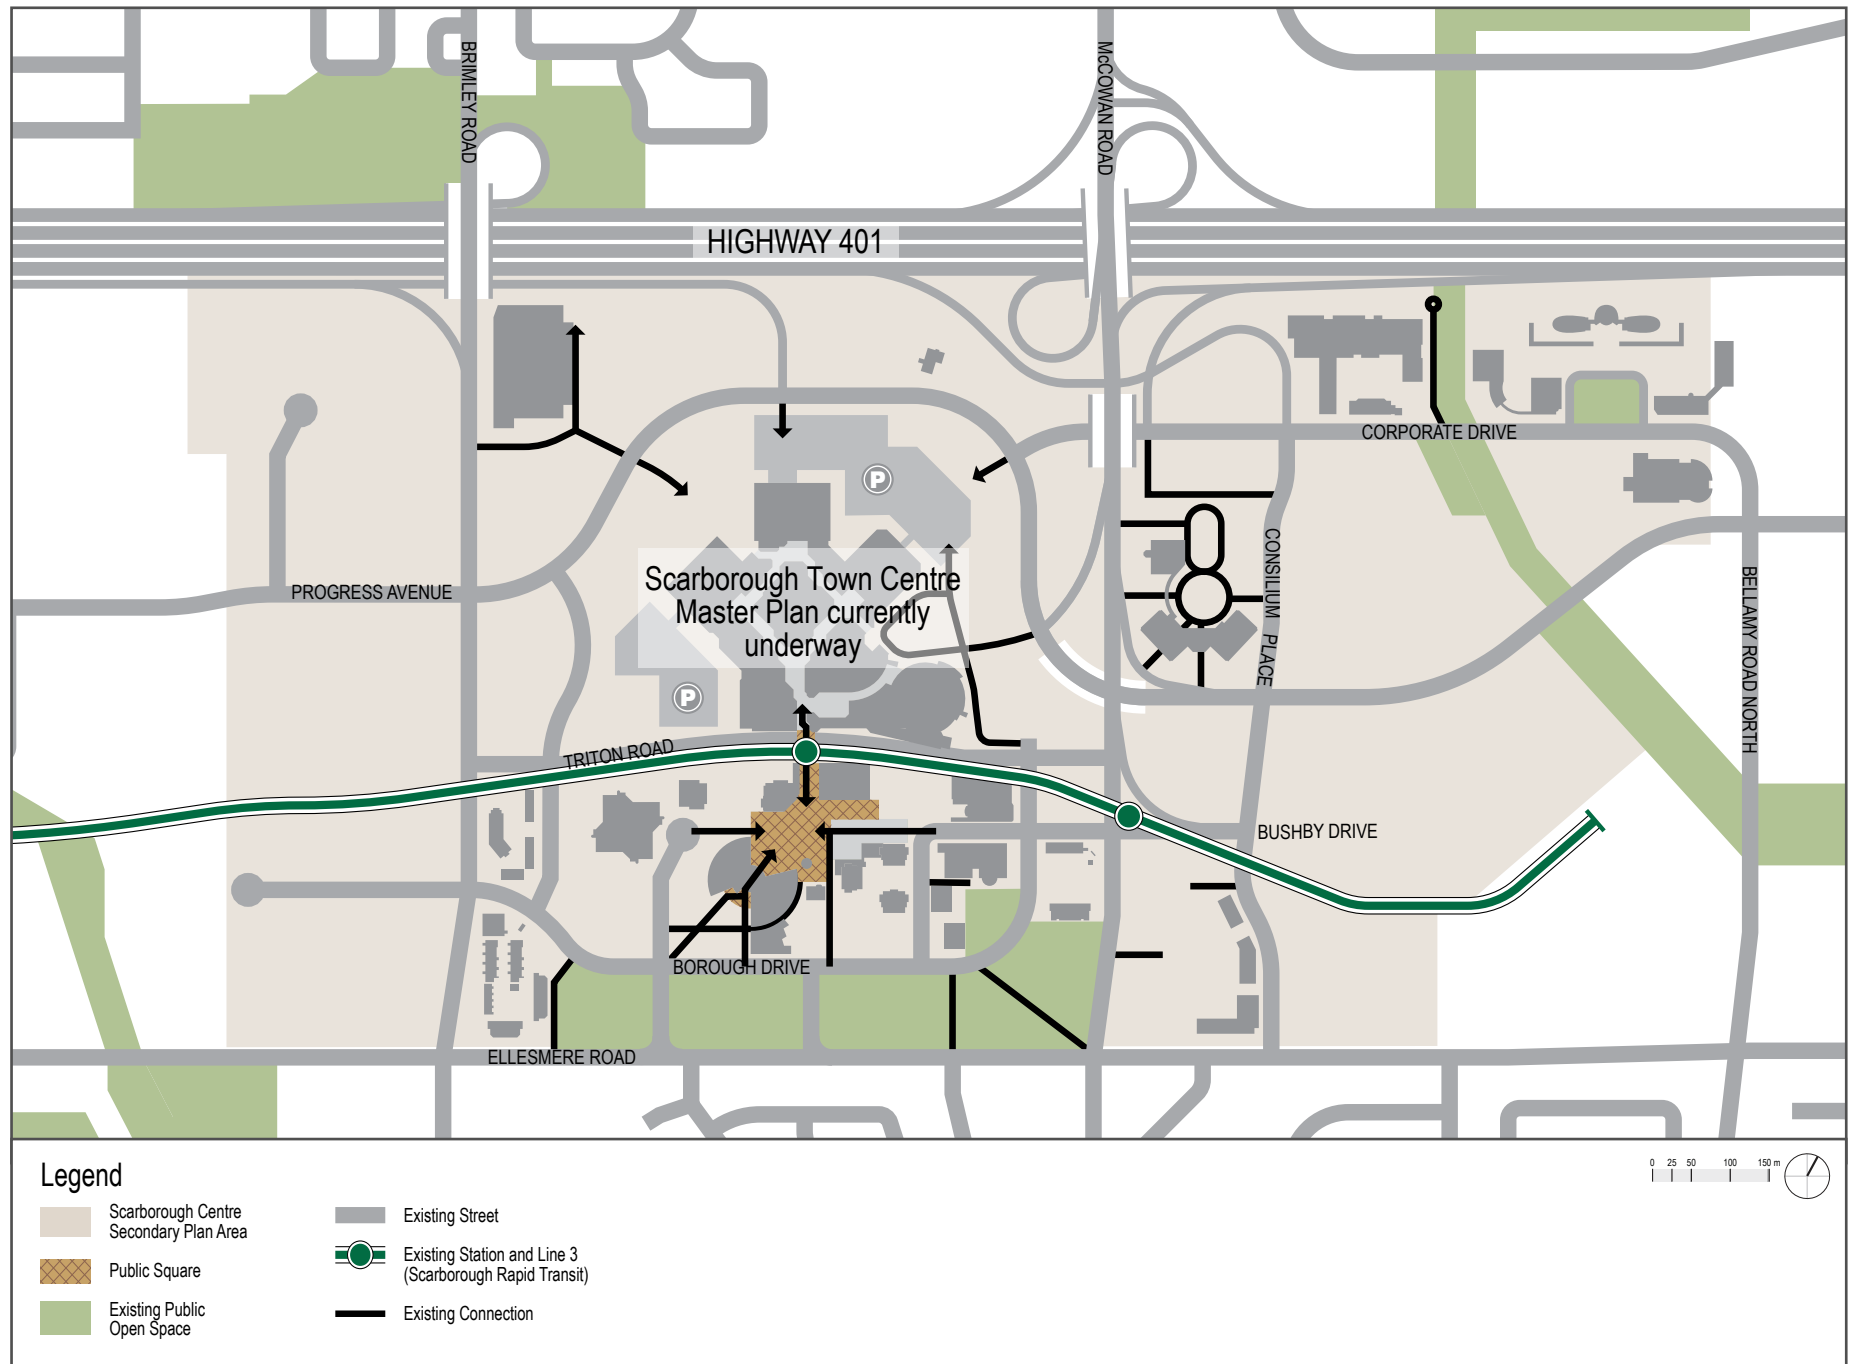 BRIMLEY ROAD
McCOWAN ROAD
HIGHWAY 401
CORPORATE DRIVE
P
CONSILIUM PLACE
Scarborough Town Centre
Master Plan currently
underway
PROGRESS AVENUE
BELLAMY ROAD NORTH
P
TRITON ROAD
BUSHBY DRIVE
BOROUGH DRIVE
ELLESMERE ROAD
Legend
Scarborough Centre
Secondary Plan Area
Public Square
Existing Public
Open Space
Existing Street
Existing Station and Line 3
(Scarborough Rapid Transit)
Existing Connection
0 25 50 100 150 m